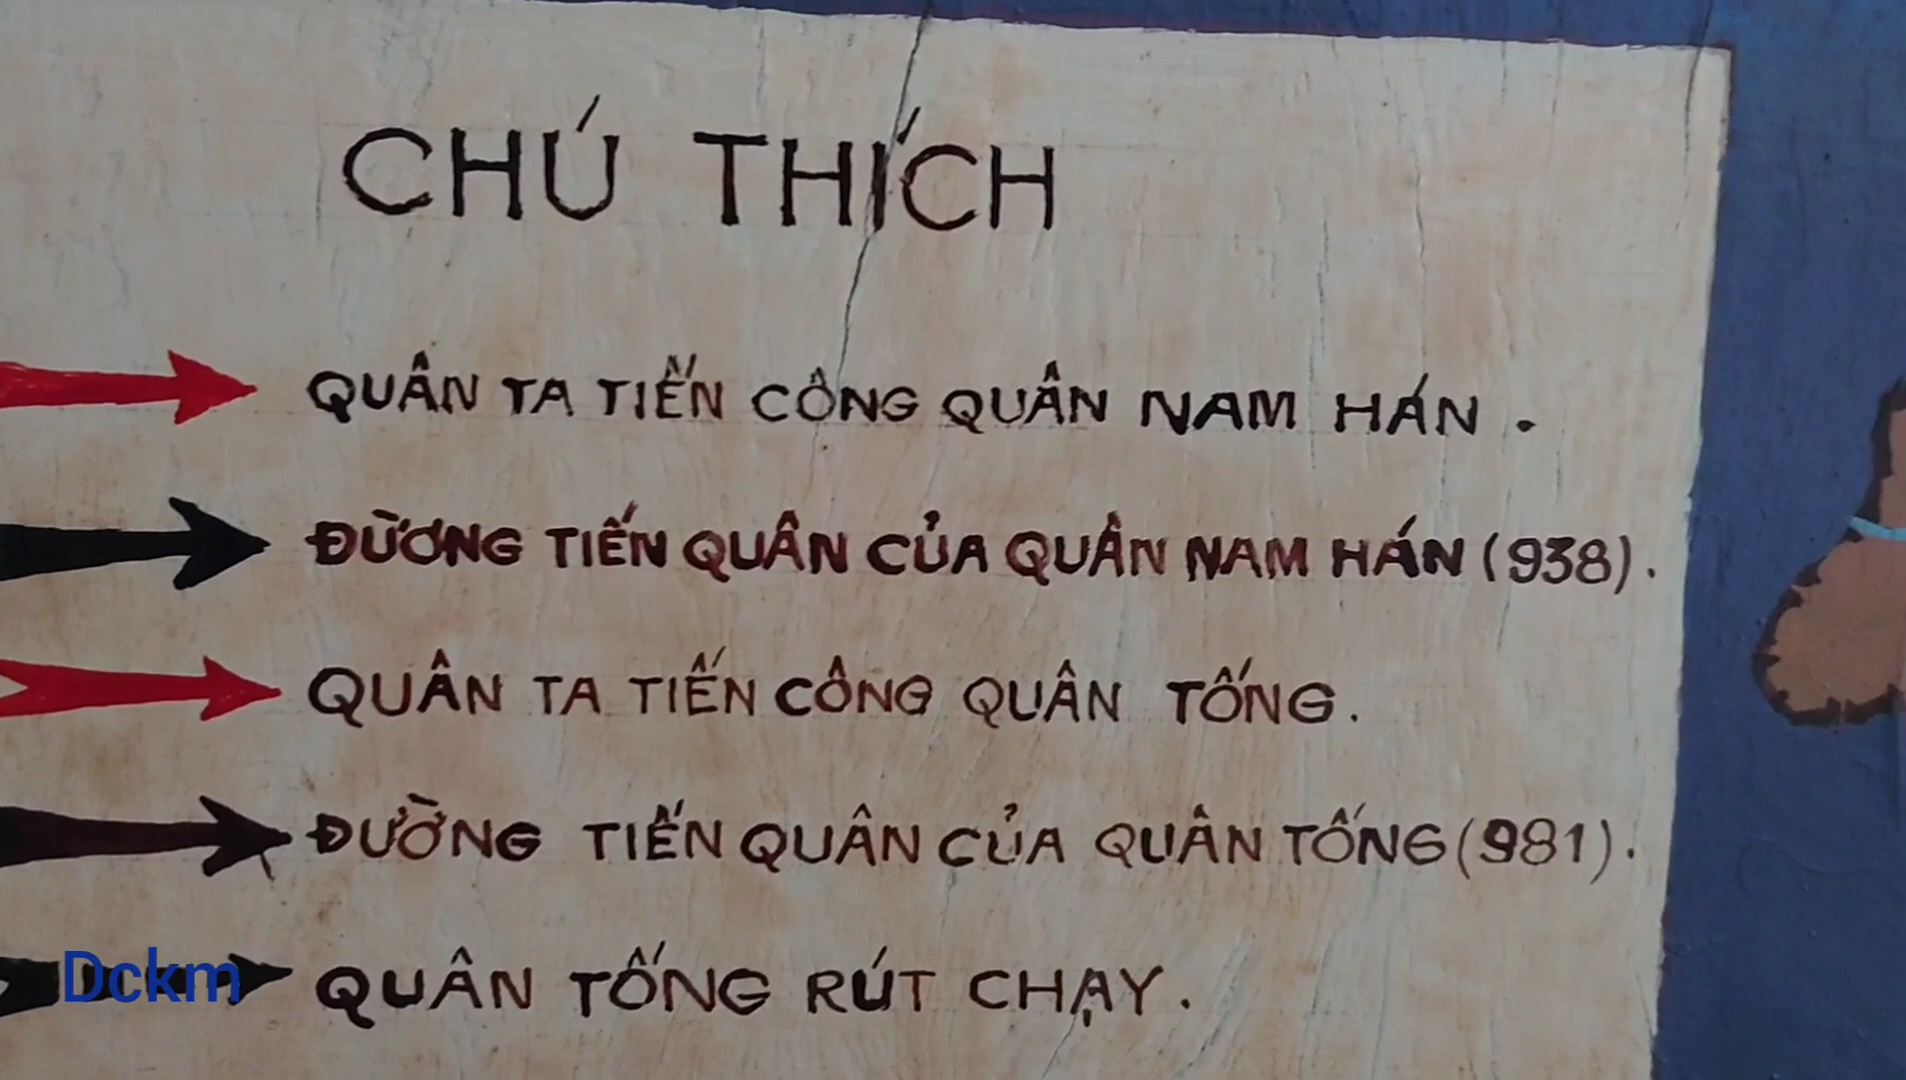 CHÚ THÍCH
QUÂN TA TIẾN CÔNG QUÂN NAM HÁN.
ĐƯỜNG TIẾN QUÂN CỦA QUÂN NAM HÁN (938).
QUÂN TA TIẾN CÔNG QUÂN TỐNG.
ĐƯỜNG TIẾN QUÂN CỦA QUÂN TỐNG (981).
Dckm
QUÂN TỐNG RÚT CHẠY.